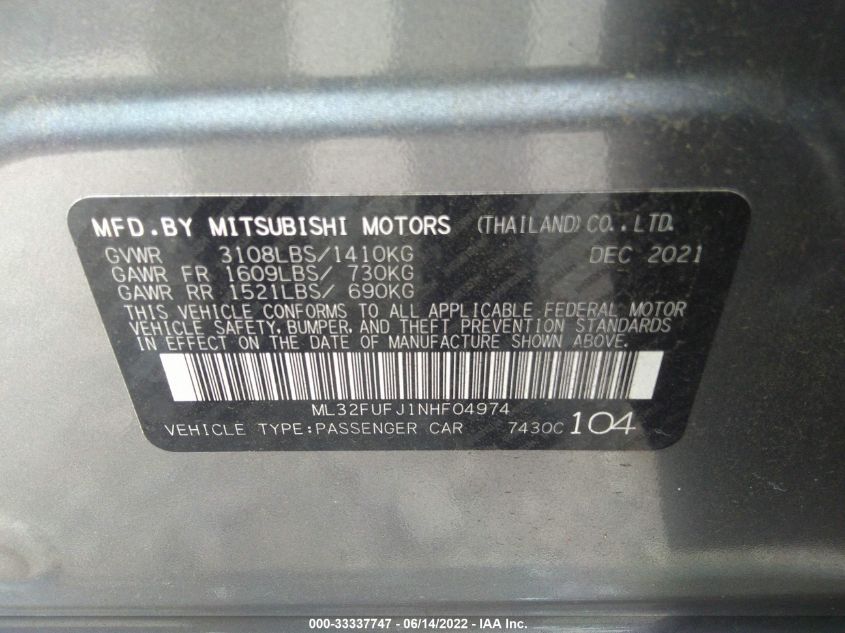 MFD.BY MITSUBISHI MOTORS (THAILAND) CO.,LTD.
GVWR 3108LBS/1410KG DEC 2021
GAWR FR 1609LBS/ 730KG
GAWR RR 1521LBS/ 690KG
THIS VEHICLE CONFORMS TO ALL APPLICABLE FEDERAL MOTOR
VEHICLE SAFETY, BUMPER, AND THEFT PREVENTION STANDARDS
IN EFFECT ON THE DATE OF MANUFACTURE SHOWN ABOVE.
ML32FUFJ1NHF04974
VEHICLE TYPE:PASSENGER CAR 7430C 104
000-33337747 - 06/14/2022 - IAA Inc.